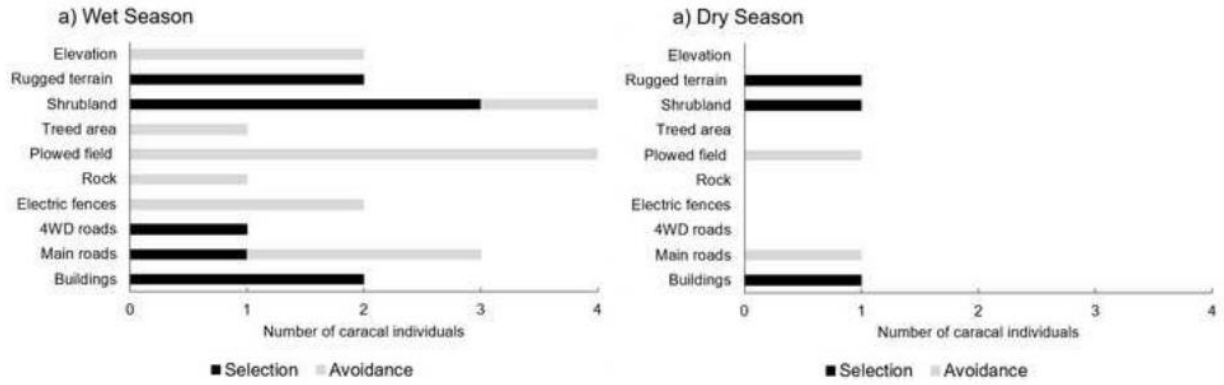 a) Wet Season
Elevation
Rugged terrain
Shrubland
Treed area
Plowed field
Rock
Electric fences
4WD roads
Main roads
Buildings
0 1 2 3 4
Number of caracal individuals
Selection Avoidance
a) Dry Season
Elevation
Rugged terrain
Shrubland
Treed area
Plowed field
Rock
Electric fences
4WD roads
Main roads
Buildings
0 1 2 3 4
Number of caracal individuals
Selection Avoidance